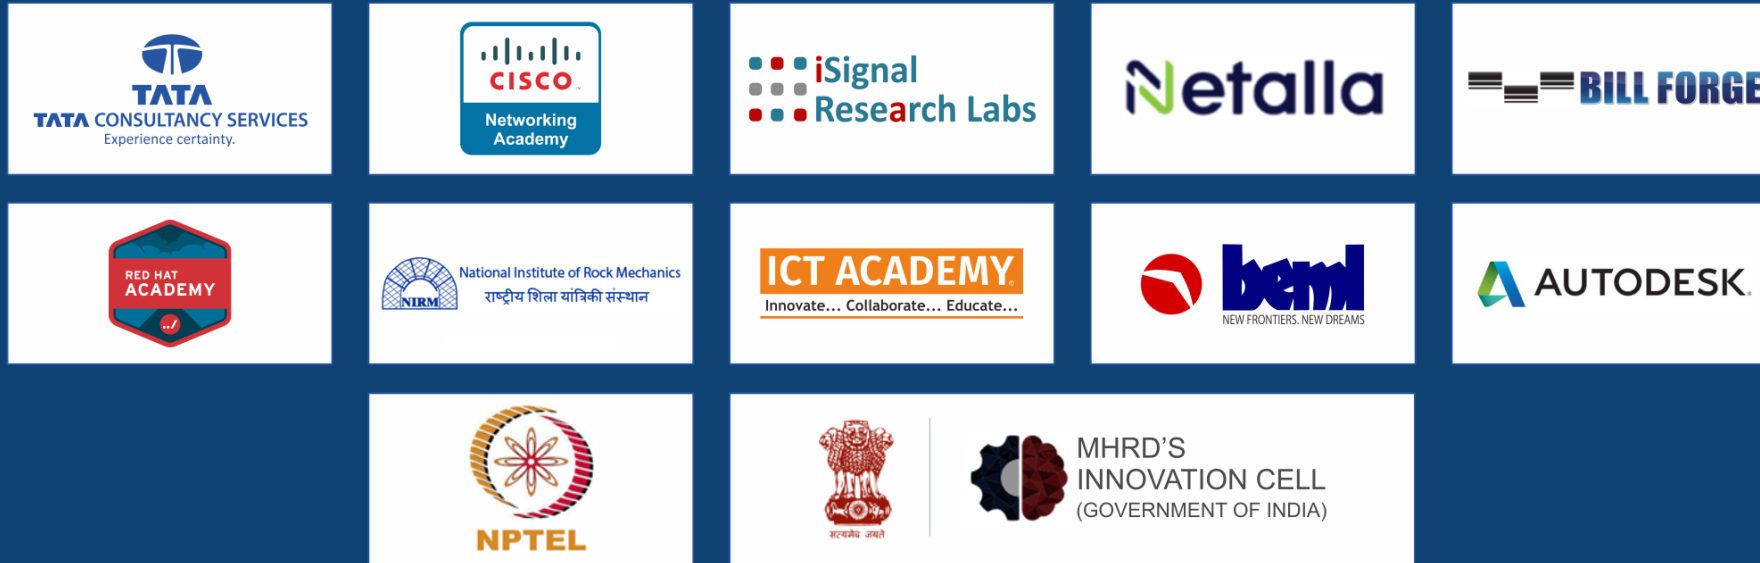 TATA
TATA CONSULTANCY SERVICES
Experience certainty.
CISCO
Networking
Academy
iSignal
Research Labs
Netalla
BILL FORGE
RED HAT
ACADEMY
../
NIRM
National Institute of Rock Mechanics
राष्ट्रीय शिला यांत्रिकी संस्थान
ICT ACADEMY
Innovate... Collaborate... Educate...
beml
NEW FRONTIERS. NEW DREAMS
AUTODESK.
NPTEL
सत्यमेव जयते
MHRD'S
INNOVATION CELL
(GOVERNMENT OF INDIA)